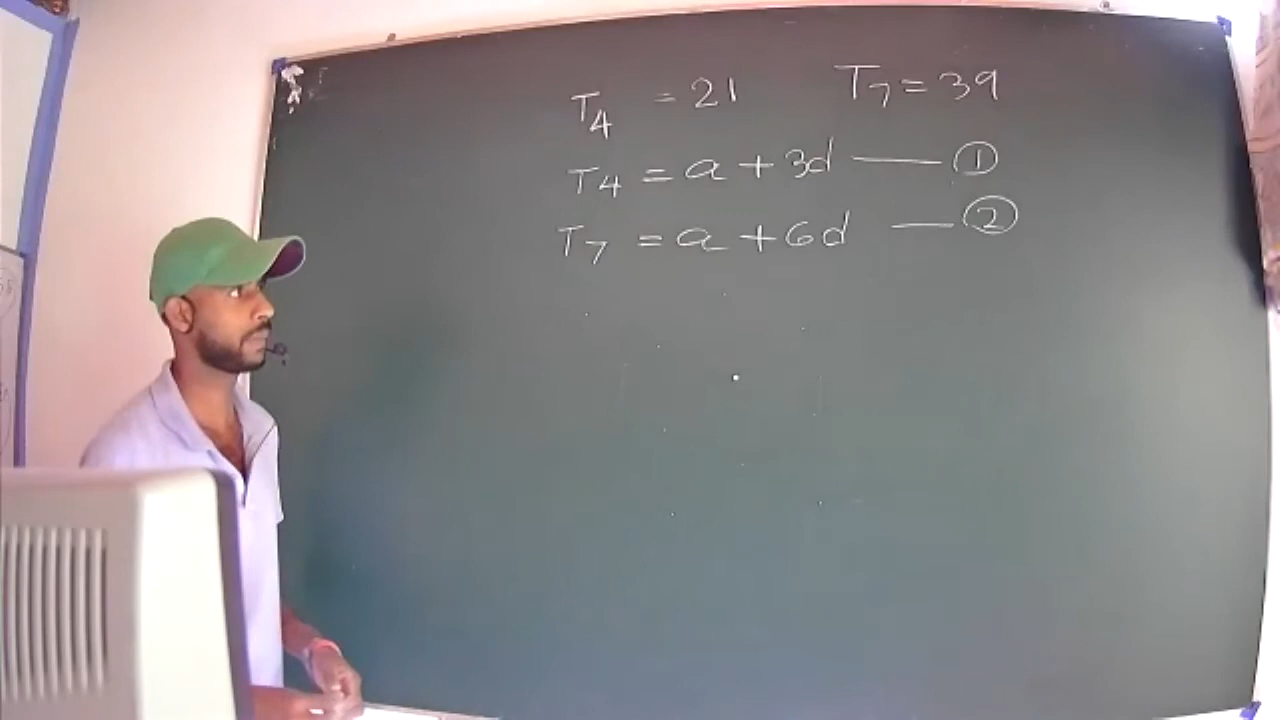 T4 = 21 T7 = 39
T4 = a + 3d — ①
T7 = a + 6d — ②